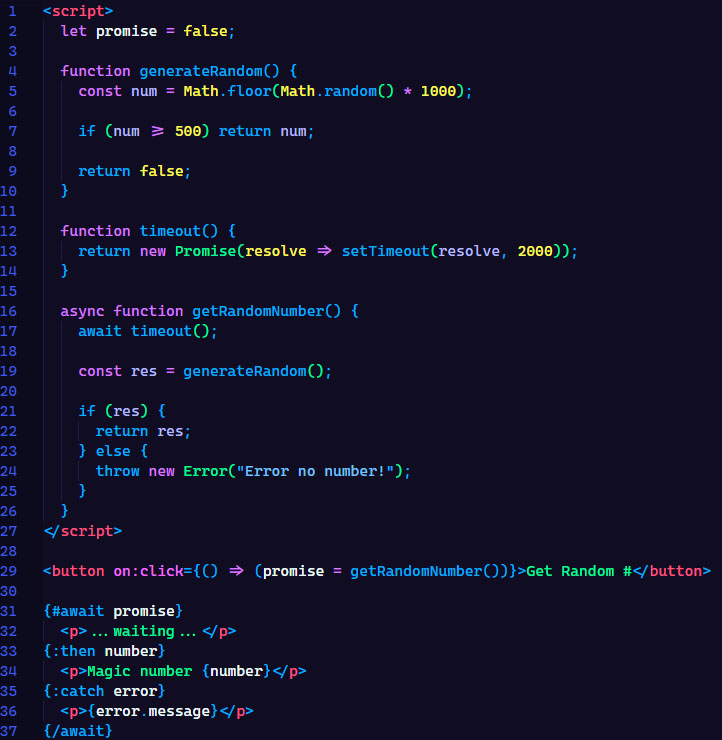 1 <script>
2 let promise = false;
3
4 function generateRandom() {
5 const num = Math.floor(Math.random() * 1000);
6
7 if (num >= 500) return num;
8
9 return false;
10 }
11
12 function timeout() {
13 return new Promise(resolve => setTimeout(resolve, 2000));
14 }
15
16 async function getRandomNumber() {
17 await timeout();
18
19 const res = generateRandom();
20
21 if (res) {
22 return res;
23 } else {
24 throw new Error("Error no number!");
25 }
26 }
27 </script>
28
29 <button on:click={() => (promise = getRandomNumber())}>Get Random #</button>
30
31 {#await promise}
32 <p>...waiting...</p>
33 {:then number}
34 <p>Magic number {number}</p>
35 {:catch error}
36 <p>{error.message}</p>
37 {/await}